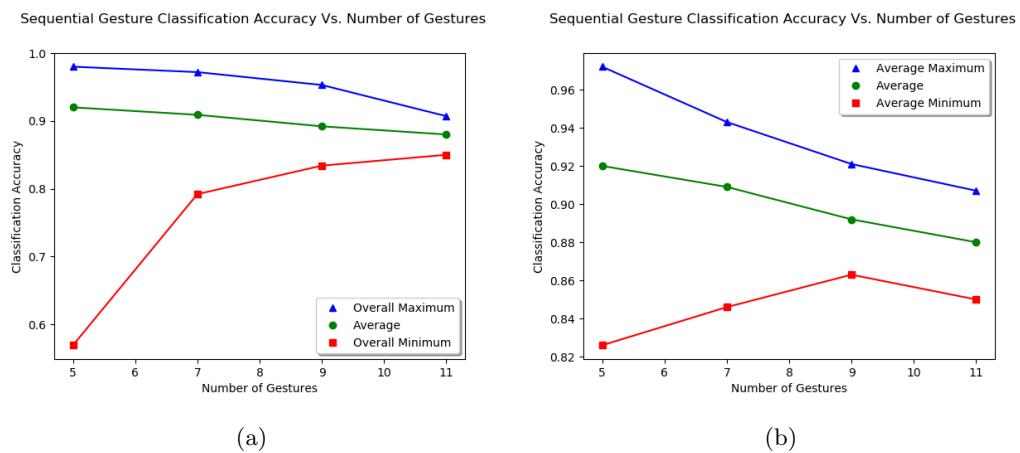 Sequential Gesture Classification Accuracy Vs. Number of Gestures
1.0
0.9
0.8
0.7
0.6
Classification Accuracy
Overall Maximum
Average
Overall Minimum
5 6 7 8 9 10 11
Number of Gestures
(a)
Sequential Gesture Classification Accuracy Vs. Number of Gestures
0.96
0.94
0.92
0.90
0.88
0.86
0.84
0.82
Classification Accuracy
Average Maximum
Average
Average Minimum
5 6 7 8 9 10 11
Number of Gestures
(b)